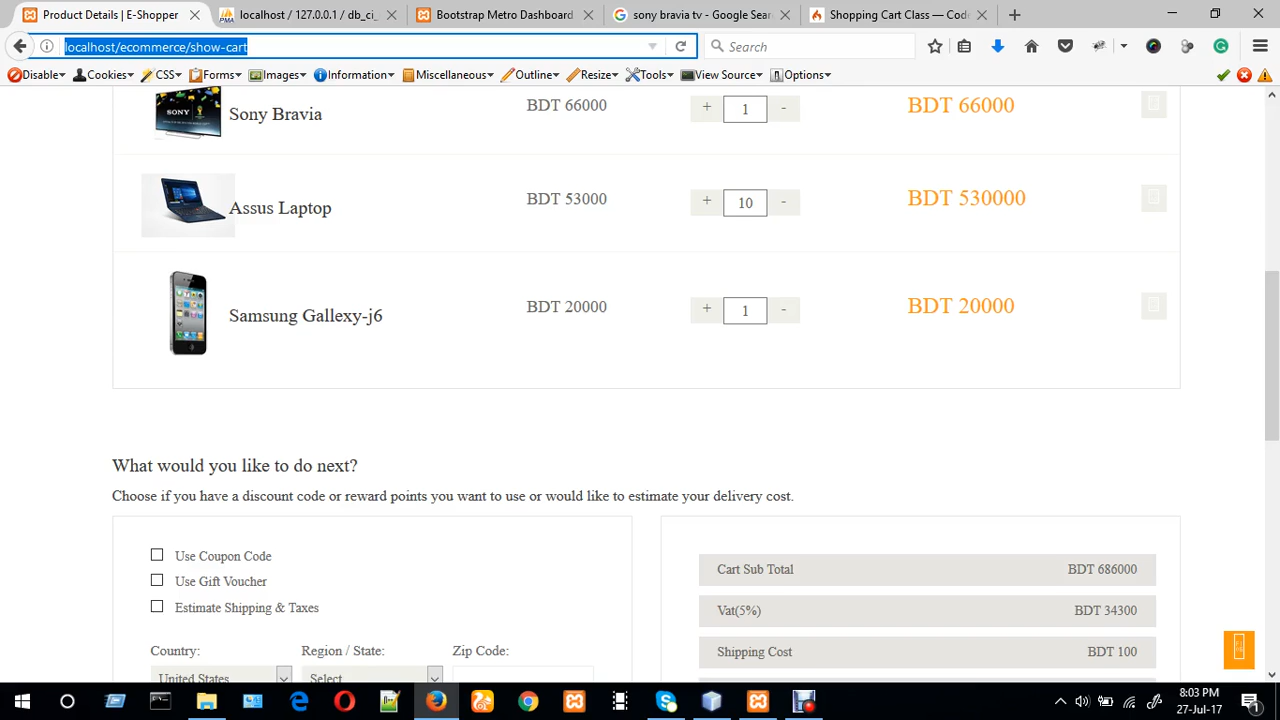 Product Details | E-Shopper
localhost / 127.0.0.1 / db_ci_
Bootstrap Metro Dashboard
sony bravia tv - Google Sear
Shopping Cart Class — Code
localhost/ecommerce/show-cart
Search
Disable
Cookies
CSS
Forms
Images
Information
Miscellaneous
Outline
Resize
Tools
View Source
Options
SONY
Sony Bravia
BDT 66000
+ 1 -
BDT 66000
Assus Laptop
BDT 53000
+ 10 -
BDT 530000
Samsung Gallexy-j6
BDT 20000
+ 1 -
BDT 20000
What would you like to do next?
Choose if you have a discount code or reward points you want to use or would like to estimate your delivery cost.
Use Coupon Code
Use Gift Voucher
Estimate Shipping & Taxes
Country:
Region / State:
Zip Code:
United States
Select
Cart Sub Total BDT 686000
Vat(5%) BDT 34300
Shipping Cost BDT 100
8:03 PM
27-Jul-17